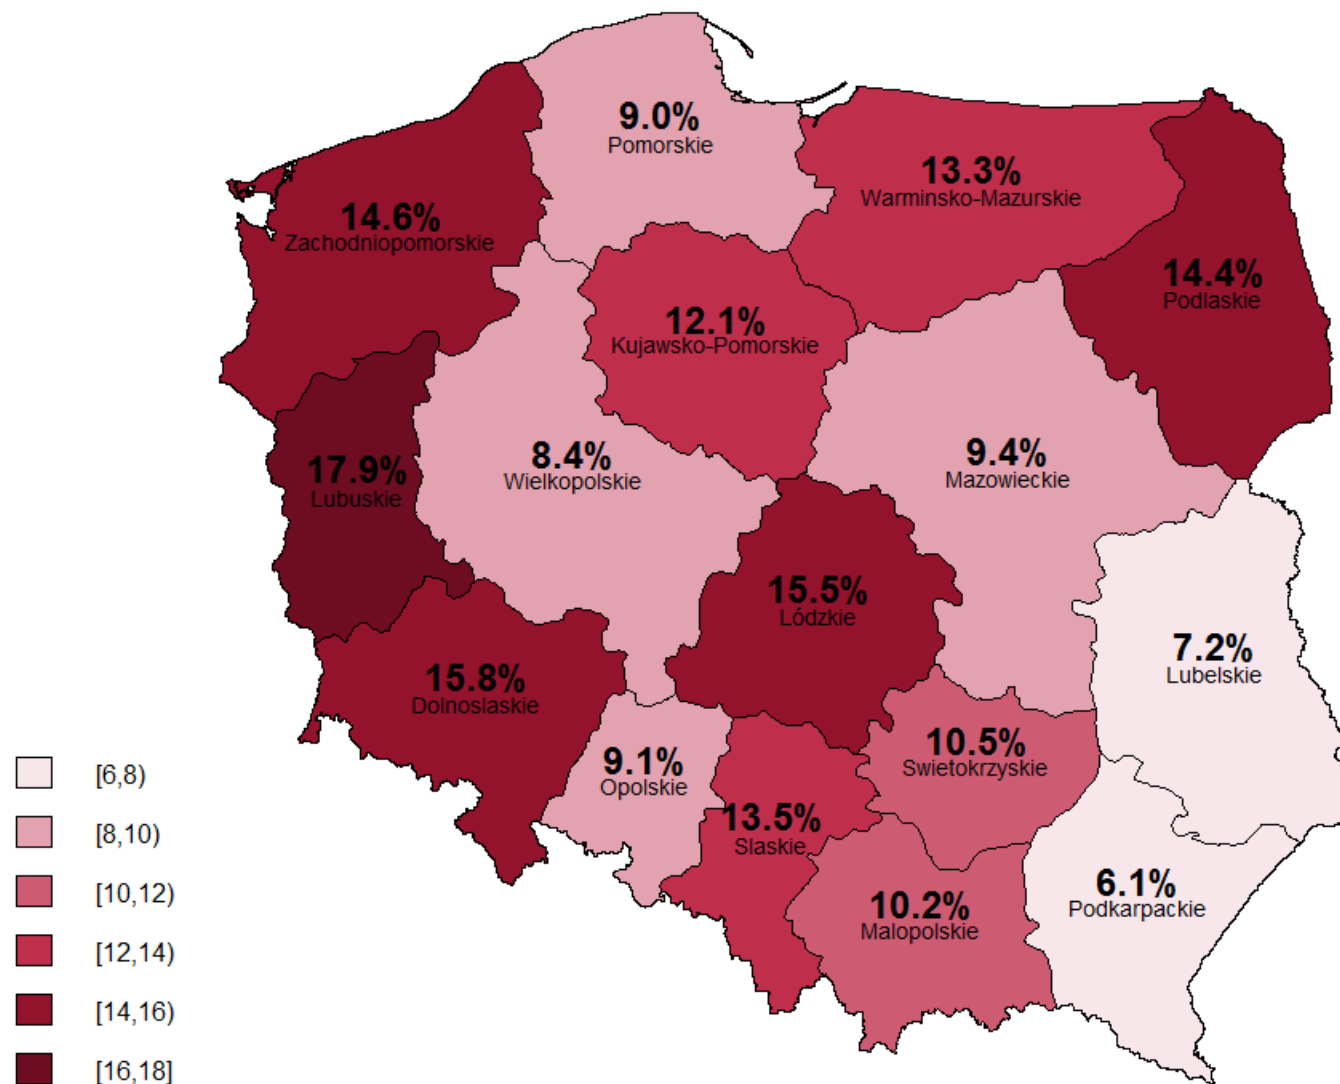 9.0%
Pomorskie
13.3%
Warminsko-Mazurskie
14.6%
Zachodniopomorskie
14.4%
Podlaskie
12.1%
Kujawsko-Pomorskie
8.4%
Wielkopolskie
9.4%
Mazowieckie
17.9%
Lubuskie
15.5%
Lódzkie
7.2%
Lubelskie
15.8%
Dolnoslaskie
10.5%
Swietokrzyskie
9.1%
Opolskie
13.5%
Slaskie
6.1%
Podkarpackie
10.2%
Malopolskie
[6,8)
[8,10)
[10,12)
[12,14)
[14,16)
[16,18]